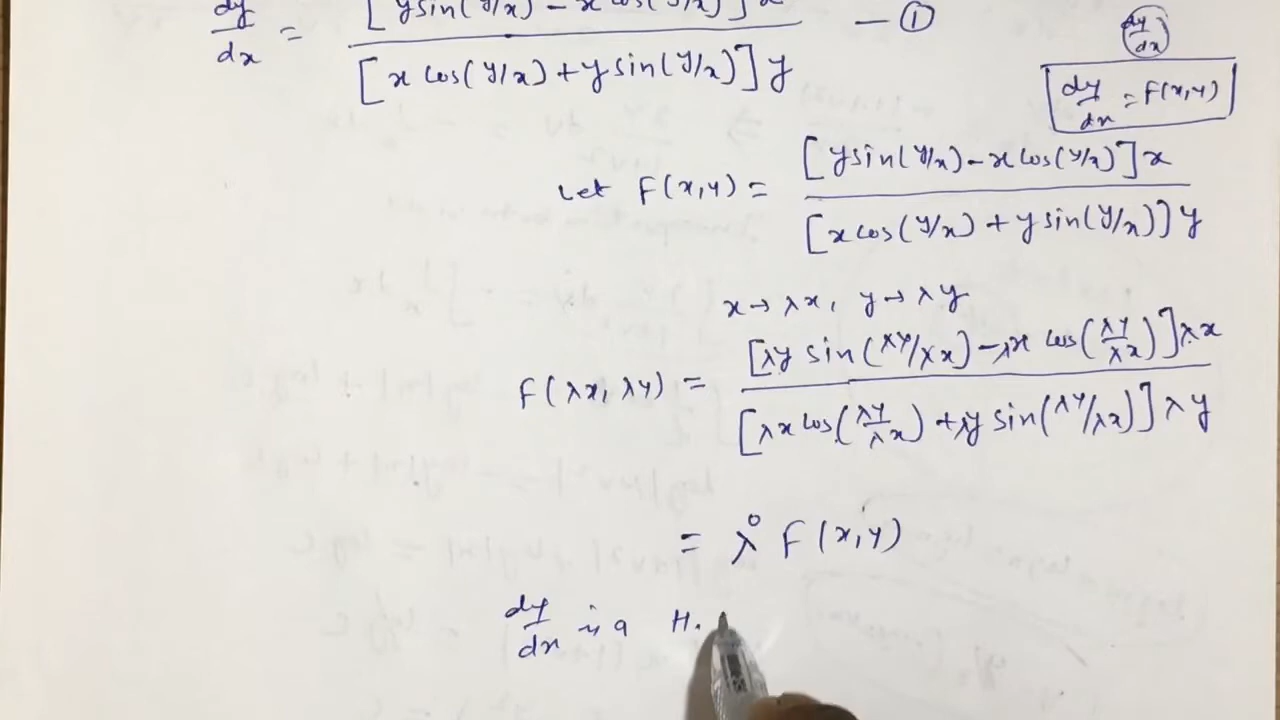 dy/dx = [y sin(y/x) - x cos(y/x)]x / [x cos(y/x) + y sin(y/x)]y — ①
dy/dx
dy/dx = F(x,y)
Let F(x,y) = [y sin(y/x) - x cos(y/x)]x / [x cos(y/x) + y sin(y/x)]y
x → λx, y → λy
F(λx, λy) = [λy sin(λy/λx) - λx cos(λy/λx)]λx / [λx cos(λy/λx) + λy sin(λy/λx)]λy
= λ⁰ F(x,y)
dy/dx is a H.